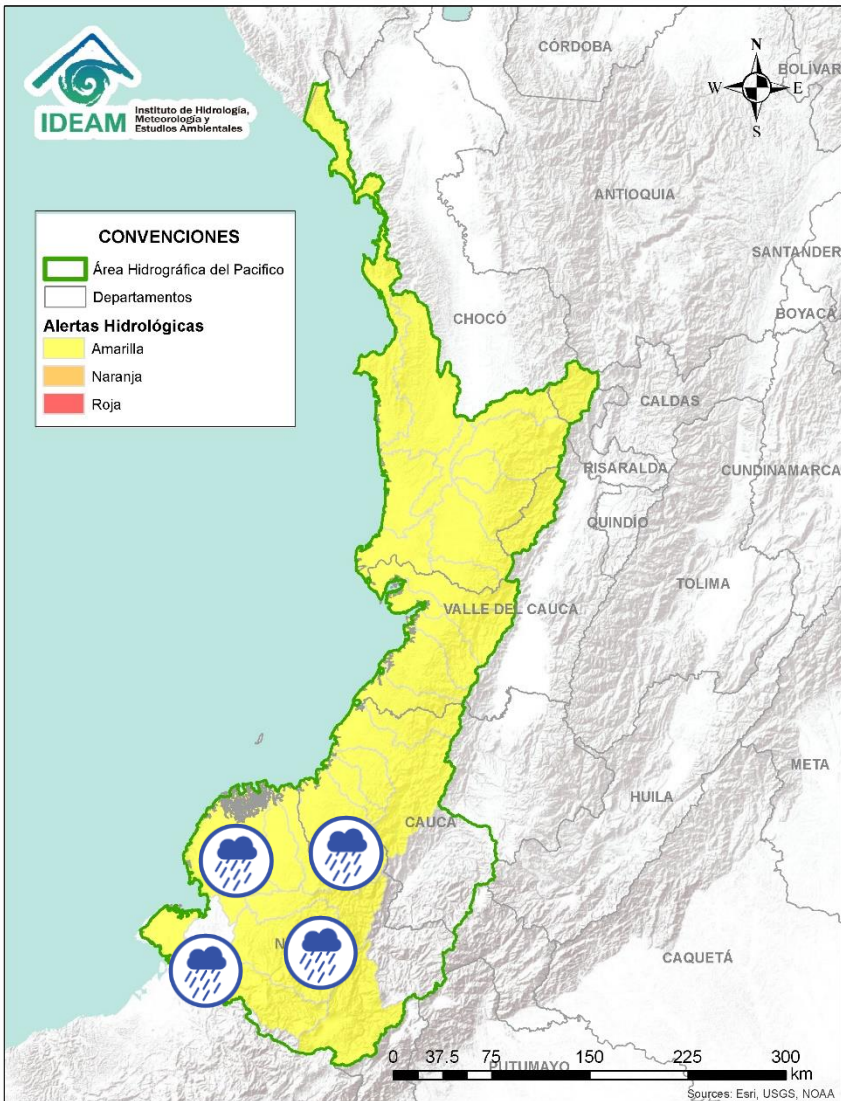 IDEAM
Instituto de Hidrología,
Meteorología y
Estudios Ambientales
N
W
E
S
CÓRDOBA
BOLÍVAR
ANTIOQUIA
SANTANDER
BOYACÁ
CONVENCIONES
Área Hidrográfica del Pacifico
Departamentos
Alertas Hidrológicas
Amarilla
Naranja
Roja
CHOCÓ
CALDAS
RISARALDA
CUNDINAMARCA
QUINDÍO
TOLIMA
VALLE DEL CAUCA
META
HUILA
CAUCA
N
CAQUETÁ
PUTUMAYO
0 37.5 75 150 225 300
km
Sources: Esri, USGS, NOAA